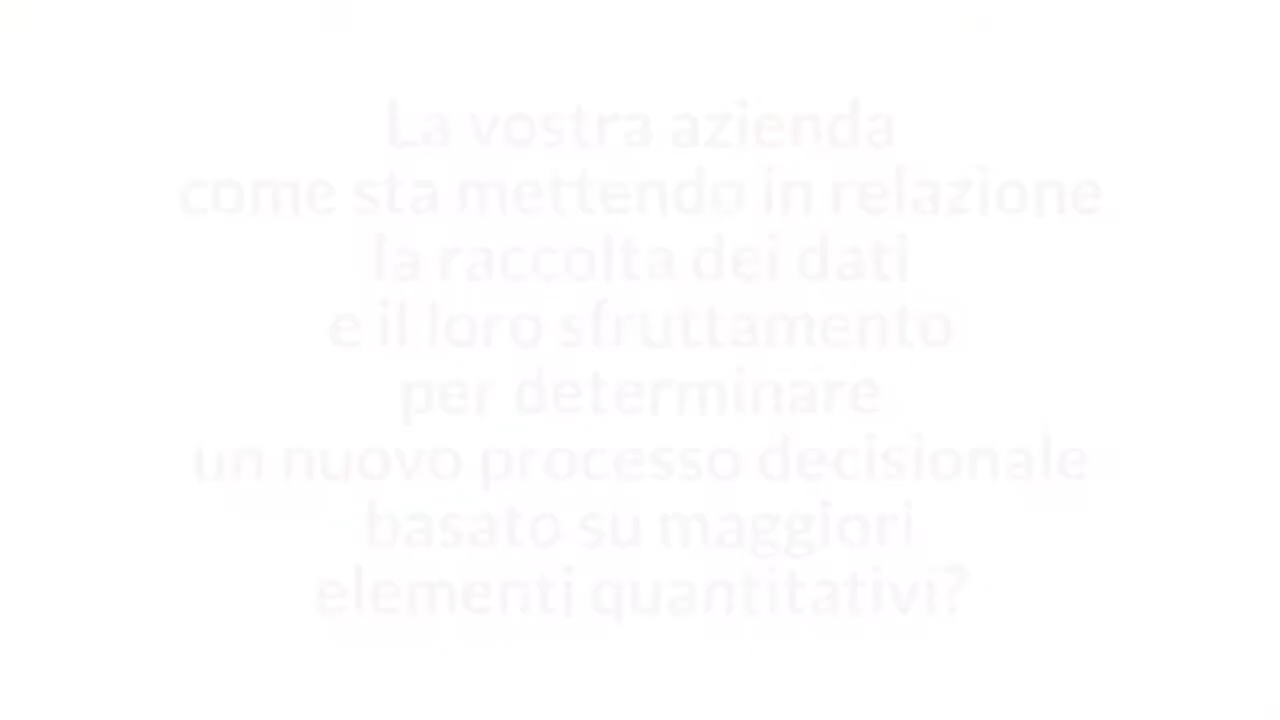 La vostra azienda
come sta mettendo in relazione
la raccolta dei dati
e il loro sfruttamento
per determinare
un nuovo processo decisionale
basato su maggiori
elementi quantitativi?